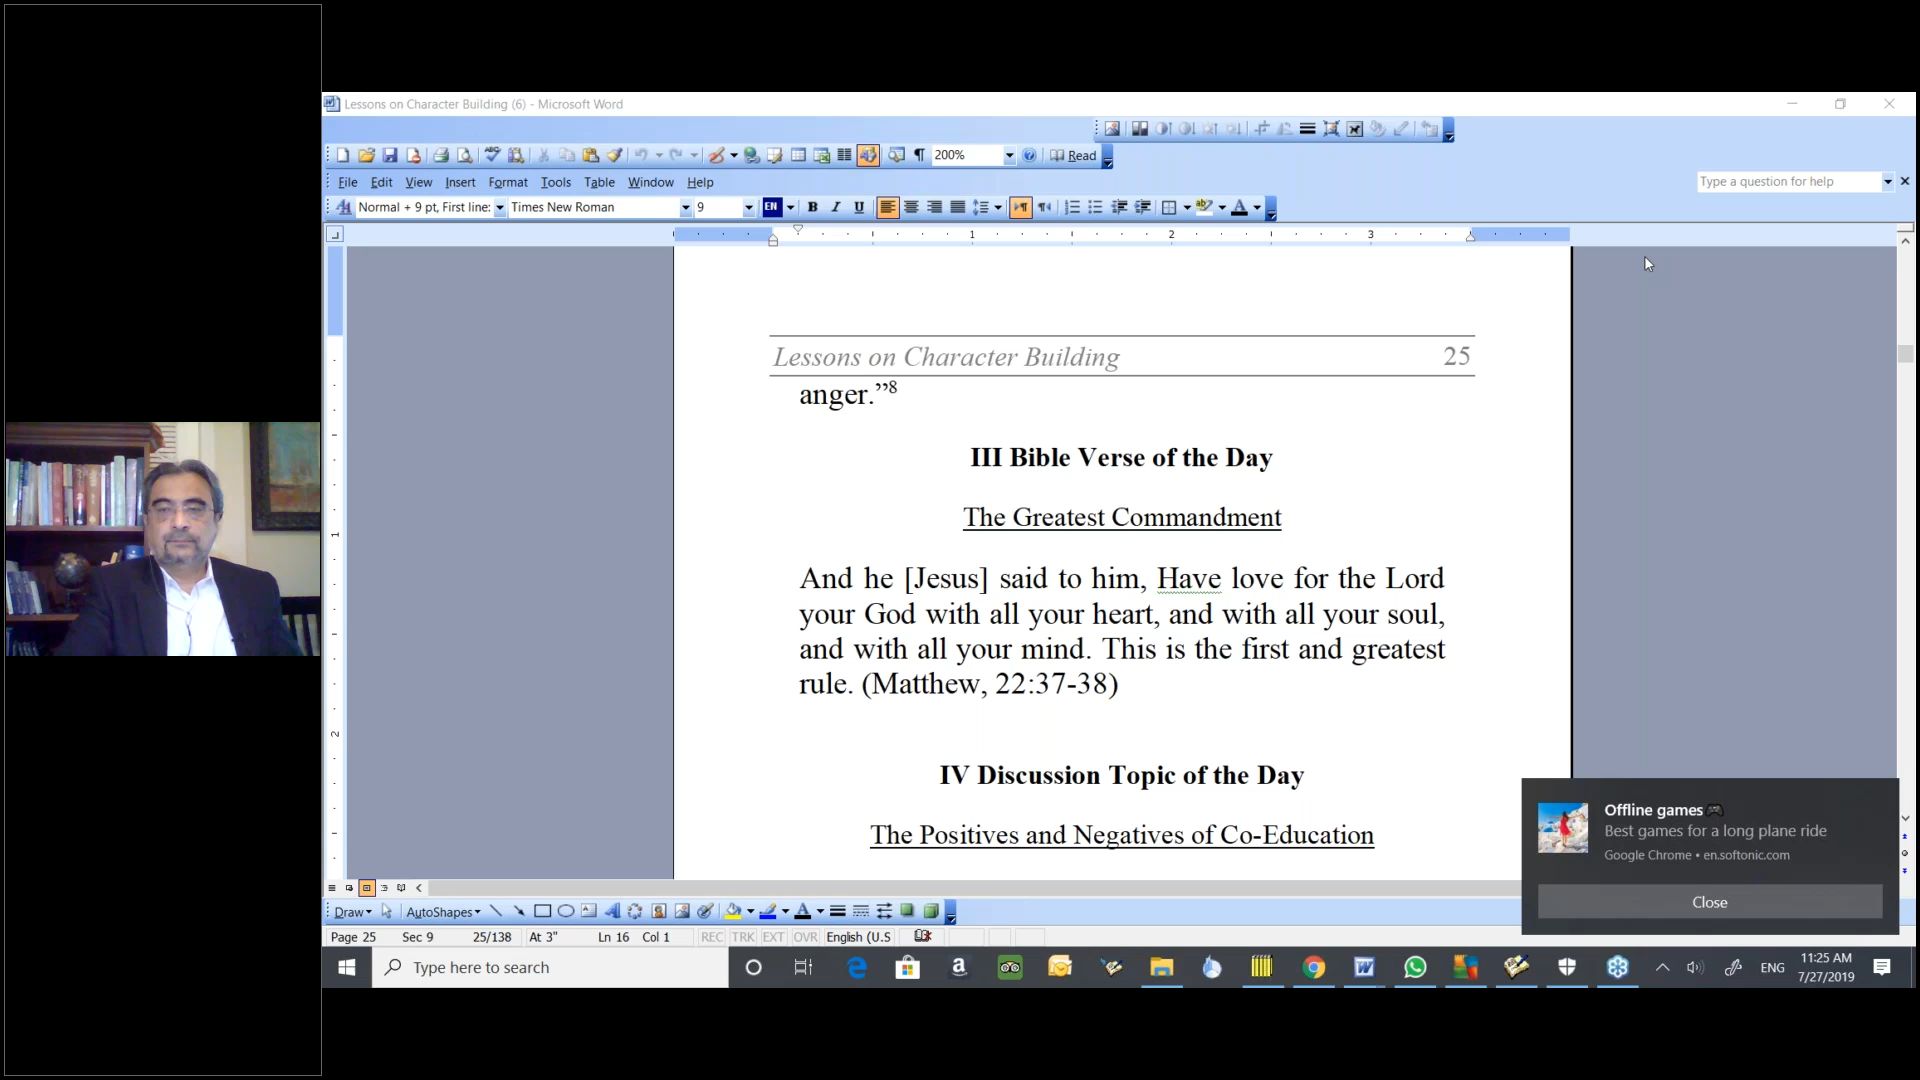 Lessons on Character Building (6) - Microsoft Word
200%
Read
File Edit View Insert Format Tools Table Window Help
Type a question for help
Normal + 9 pt, First line: Times New Roman 9 EN B I U
1 2 3
Lessons on Character Building 25
anger.”8
III Bible Verse of the Day
The Greatest Commandment
And he [Jesus] said to him, Have love for the Lord
your God with all your heart, and with all your soul,
and with all your mind. This is the first and greatest
rule. (Matthew, 22:37-38)
IV Discussion Topic of the Day
The Positives and Negatives of Co-Education
1
2
Offline games
Best games for a long plane ride
Google Chrome • en.softonic.com
Close
Draw AutoShapes
Page 25 Sec 9 25/138 At 3" Ln 16 Col 1 REC TRK EXT OVR English (U.S
Type here to search
ENG
11:25 AM
7/27/2019